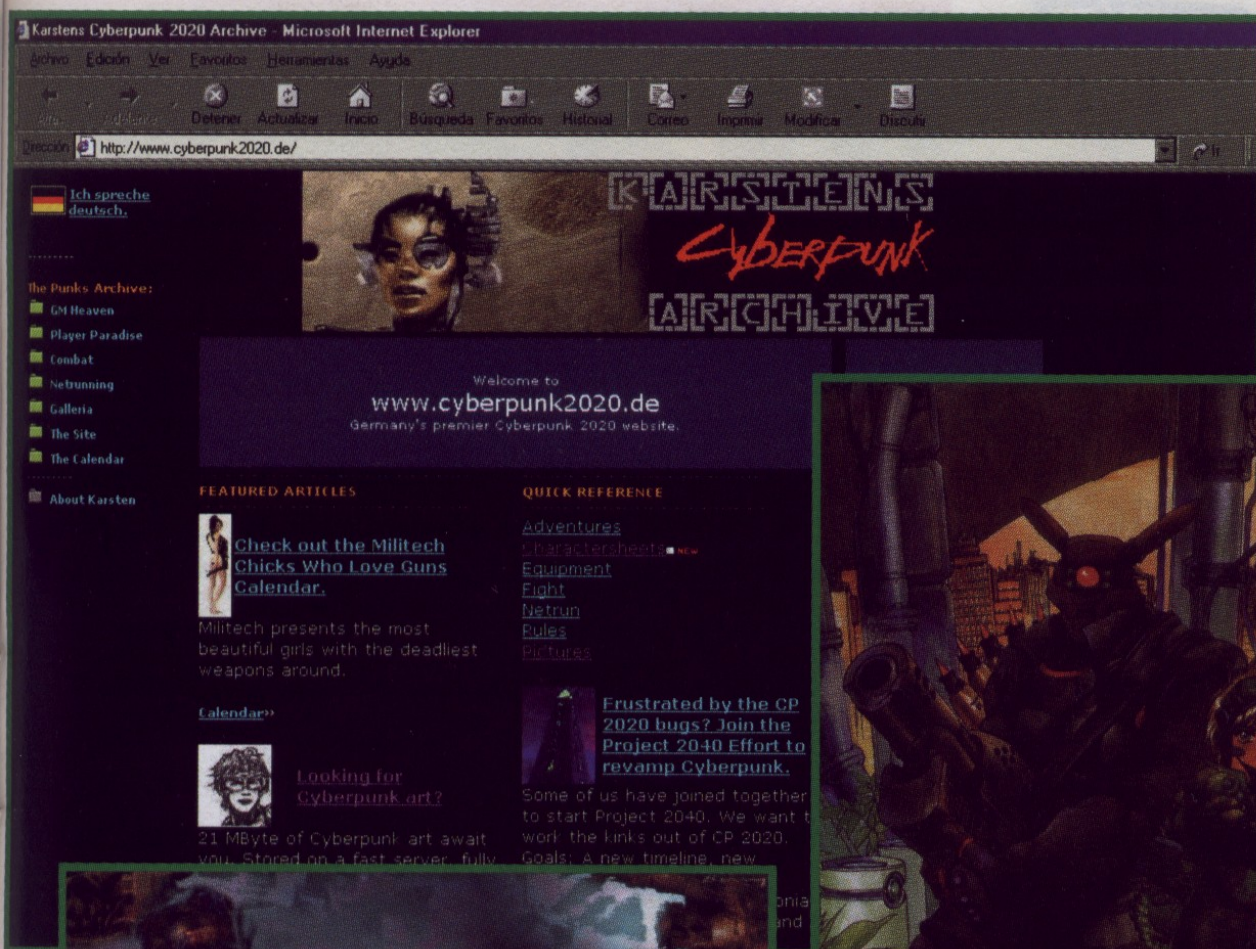 Karstens Cyberpunk 2020 Archive - Microsoft Internet Explorer
Archivo Edición Ver Favoritos Herramientas Ayuda
Atrás Adelante Detener Actualizar Inicio Búsqueda Favoritos Historial Correo Imprimir Modificar Discutir
Dirección http://www.cyberpunk2020.de/ Ir
Ich spreche
deutsch.
KARSTENS
CYBERPUNK
ARCHIVE
The Punks Archive:
GM Heaven
Player Paradise
Combat
Netrunning
Galleria
The Site
The Calendar
About Karsten
Welcome to
www.cyberpunk2020.de
Germany's premier Cyberpunk 2020 website.
FEATURED ARTICLES
Check out the Militech
Chicks Who Love Guns
Calendar.
Militech presents the most
beautiful girls with the deadliest
weapons around.
Calendar»
Looking for
Cyberpunk art?
21 MByte of Cyberpunk art await
you. Stored on a fast server, fully
QUICK REFERENCE
Adventures
Charactersheets NEW
Equipment
Fight
Netrun
Rules
Pictures
Frustrated by the CP
2020 bugs? Join the
Project 2040 Effort to
revamp Cyberpunk.
Some of us have joined together
to start Project 2040. We want t
work the kinks out of CP 2020.
Goals: A new timeline, new
onia
and